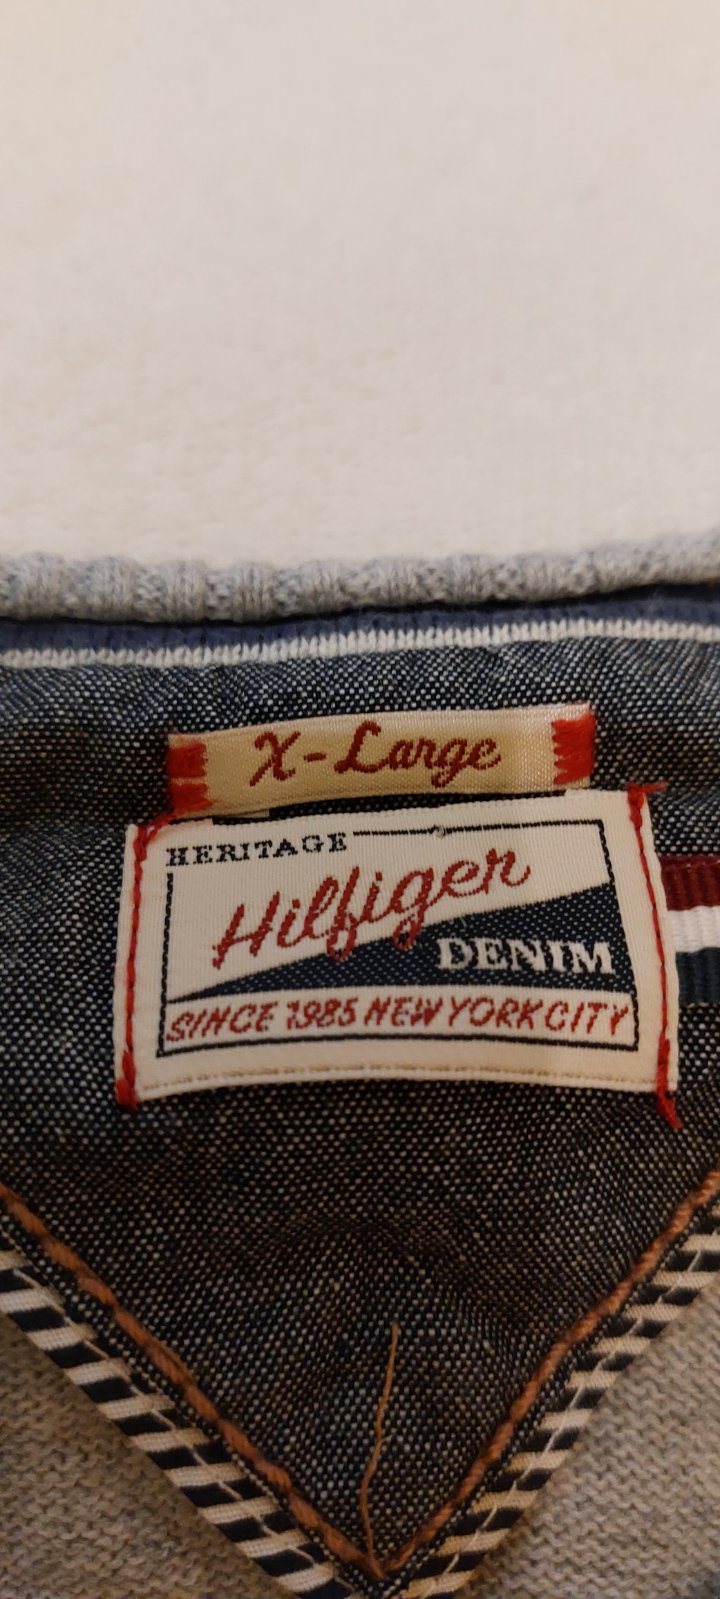 X-Large
HERITAGE
Hilfiger
DENIM
SINCE 1985 NEW YORK CITY